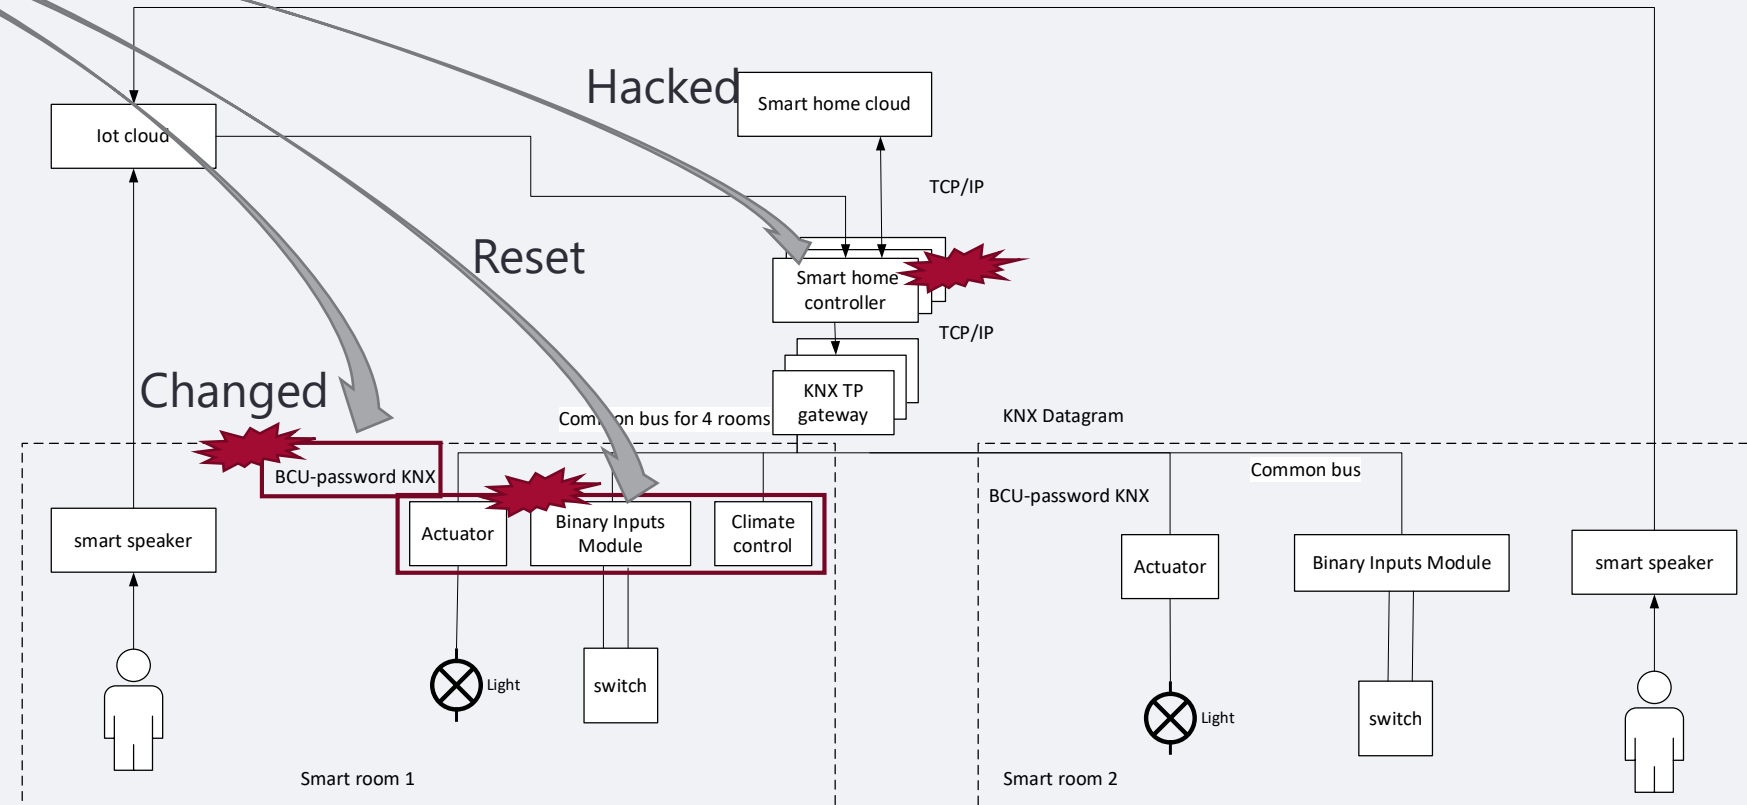 Hacked
Smart home cloud
Iot cloud
TCP/IP
Reset
Smart home
controller
TCP/IP
Changed
KNX TP
gateway
Common bus for 4 rooms
KNX Datagram
BCU-password KNX
Common bus
BCU-password KNX
smart speaker
Actuator
Binary Inputs
Module
Climate
control
Actuator
Binary Inputs Module
smart speaker
Light
switch
Light
switch
Smart room 1
Smart room 2